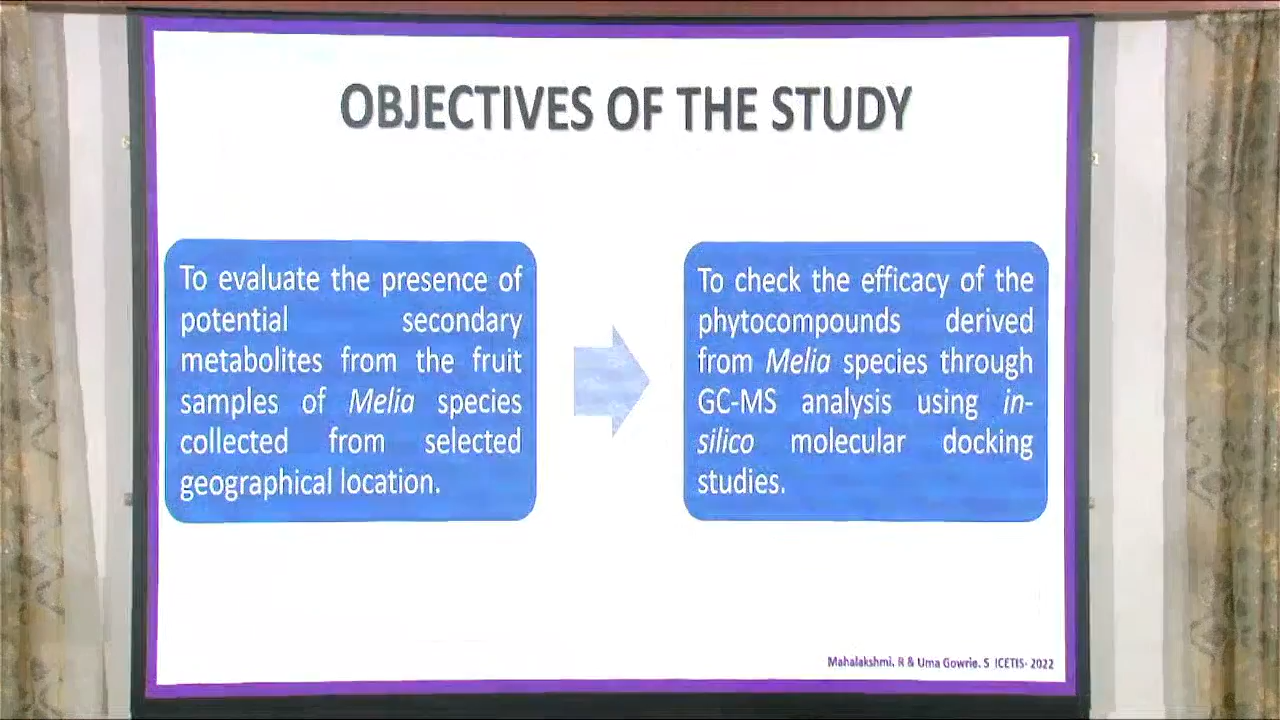 OBJECTIVES OF THE STUDY
To evaluate the presence of
potential secondary
metabolites from the fruit
samples of Melia species
collected from selected
geographical location.
To check the efficacy of the
phytocompounds derived
from Melia species through
GC-MS analysis using in-
silico molecular docking
studies.
Mahalakshmi. R & Uma Gowrie. S ICETIS- 2022